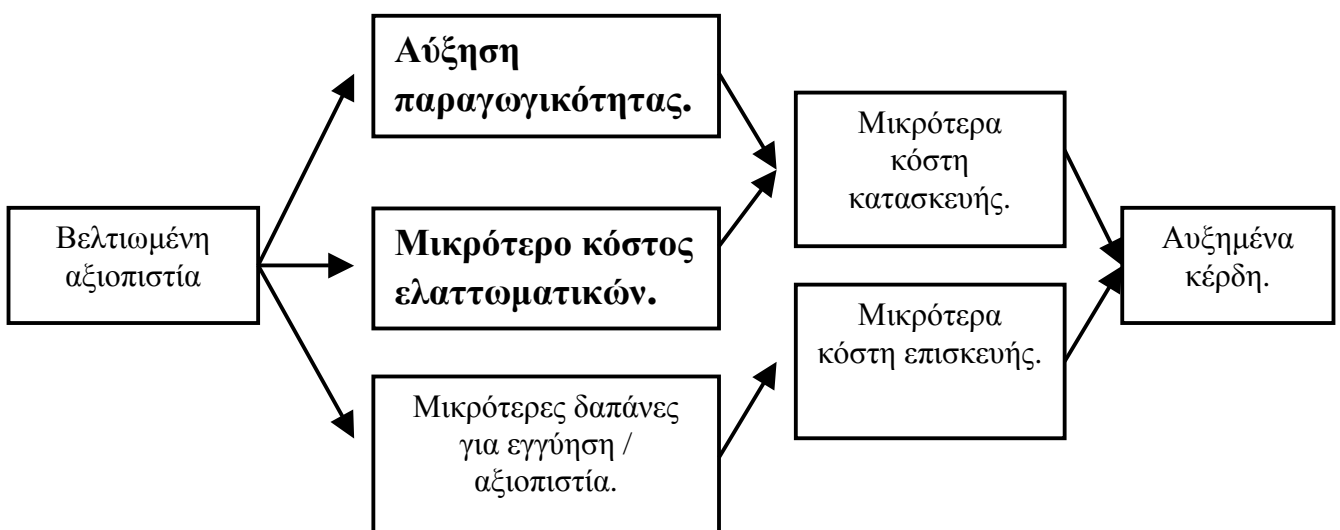 Βελτιωμένη
αξιοπιστία
Αύξηση
παραγωγικότητας.
Μικρότερο κόστος
ελαττωματικών.
Μικρότερες δαπάνες
για εγγύηση /
αξιοπιστία.
Μικρότερα
κόστη
κατασκευής.
Μικρότερα
κόστη επισκευής.
Αυξημένα
κέρδη.